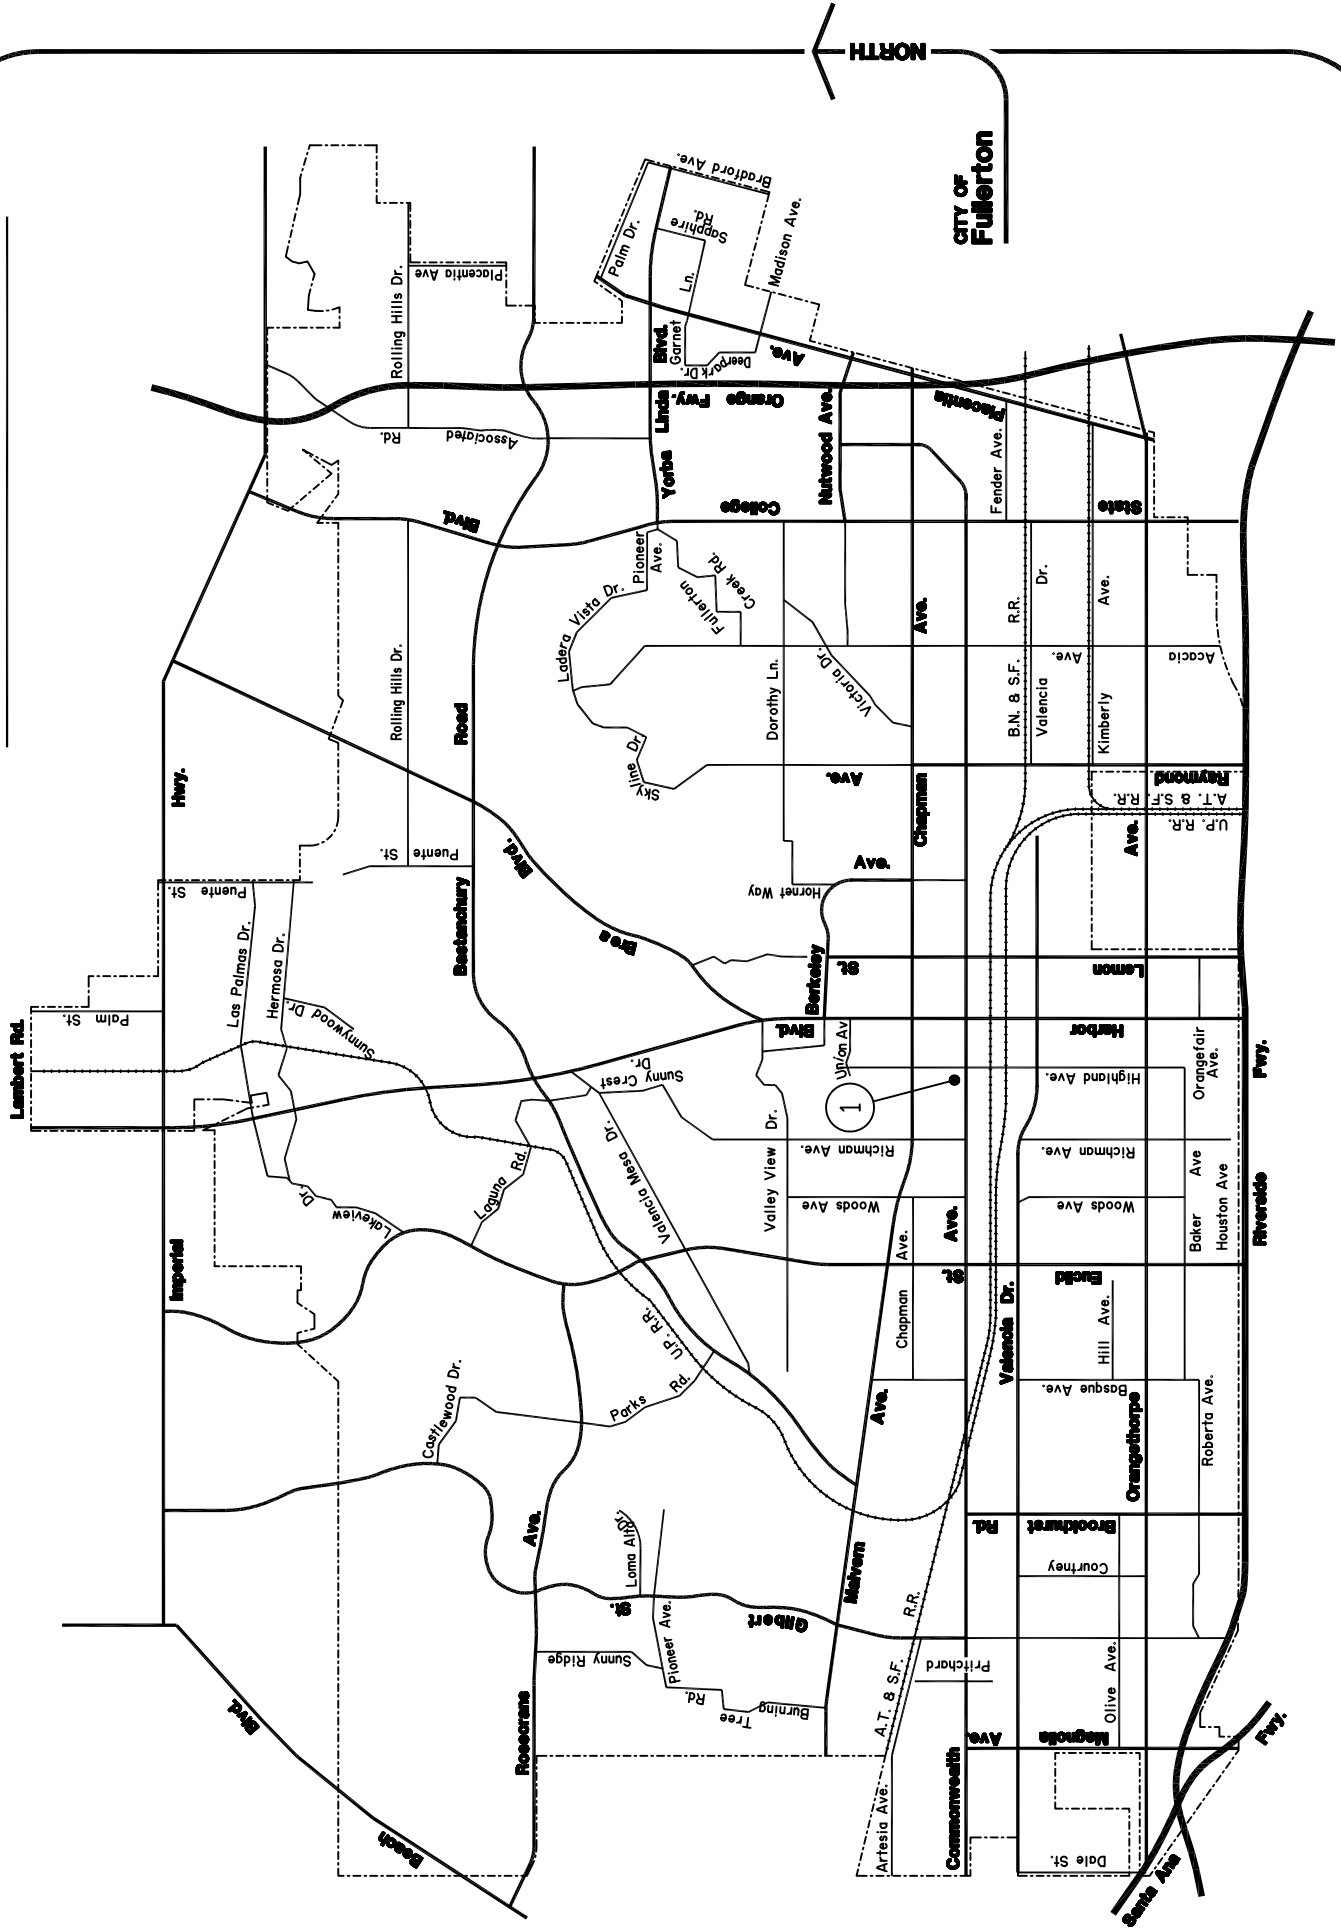 NORTH
CITY OF
Fullerton
Bradford Ave.
Palm Dr.
Sapphire
Rd.
Madison Ave.
Ln.
Garnet
Deerpark Dr.
Placentia Ave
Rolling Hills Dr.
Associated
Rd.
Yorba
Linda
Blvd.
Orange
Fwy.
Nutwood Ave.
Placentia
Ave.
Fender Ave.
State
College
Blvd.
Pioneer
Ave.
Fullerton
Creek Rd.
Ladera Vista Dr.
Skyline Dr.
Dorothy Ln.
Victoria Dr.
Acacia
Ave.
B.N. & S.F.
R.R.
Valencia
Dr.
Kimberly
Ave.
Raymond
Ave.
A.T. & S.F. R.R.
U.P. R.R.
Rolling Hills Dr.
Bastanchury
Road
Imperial
Hwy.
Puente St.
Puente St.
Brea
Blvd.
Hornet Way
Berkeley
Ave.
Chapman
Ave.
Lemon
St.
Harbor
Blvd.
Lambert Rd.
Palm St.
Las Palmas Dr.
Hermosa Dr.
Sunnywood Dr.
Sunny Crest
Dr.
Union Av
Highland Ave.
Orangefair
Ave.
Riverside
Fwy.
1
Valley View Dr.
Richman Ave.
Richman Ave.
Woods Ave
Woods Ave
Baker Ave
Houston Ave
Valencia Mesa Dr.
Laguna Rd.
Lakeview
Dr.
Euclid
St.
Chapman
Ave.
Hill Ave.
Basque Ave.
Roberta Ave.
Valencia Dr.
U.P. R.R.
Parks
Rd.
Castlewood Dr.
Orangethorpe
Ave.
Brookhurst
Rd.
Courtney
Malvern
Ave.
Loma Alta
Dr.
Gilbert
St.
Pioneer Ave.
Sunny Ridge
Burning
Tree
Rd.
Pritchard
Olive Ave.
Magnolia
Ave.
A.T. & S.F.
R.R.
Artesia Ave.
Commonwealth
Ave.
Dale St.
Rosecrans
Ave.
Beach
Blvd.
Santa Ana
Fwy.